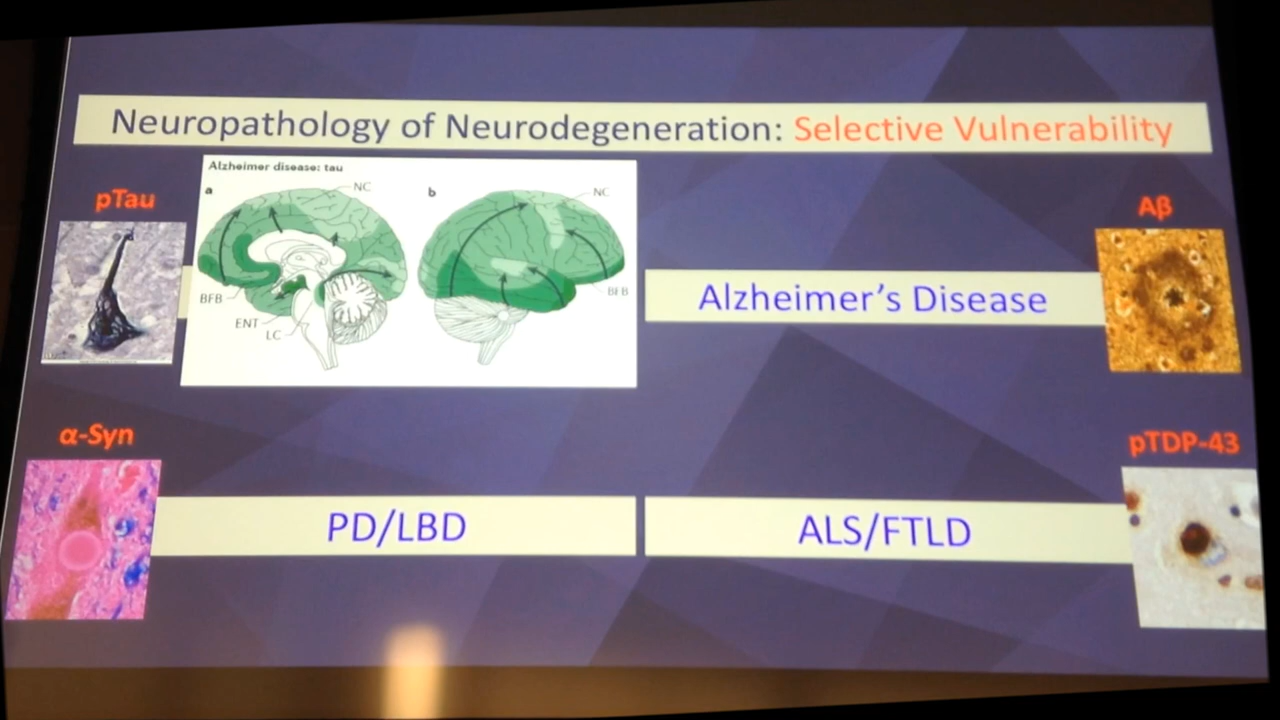 Neuropathology of Neurodegeneration: Selective Vulnerability
pTau
Alzheimer disease: tau
a
NC
BFB
ENT
LC
b
NC
BFB
Alzheimer's Disease
Aβ
α-Syn
PD/LBD
ALS/FTLD
pTDP-43